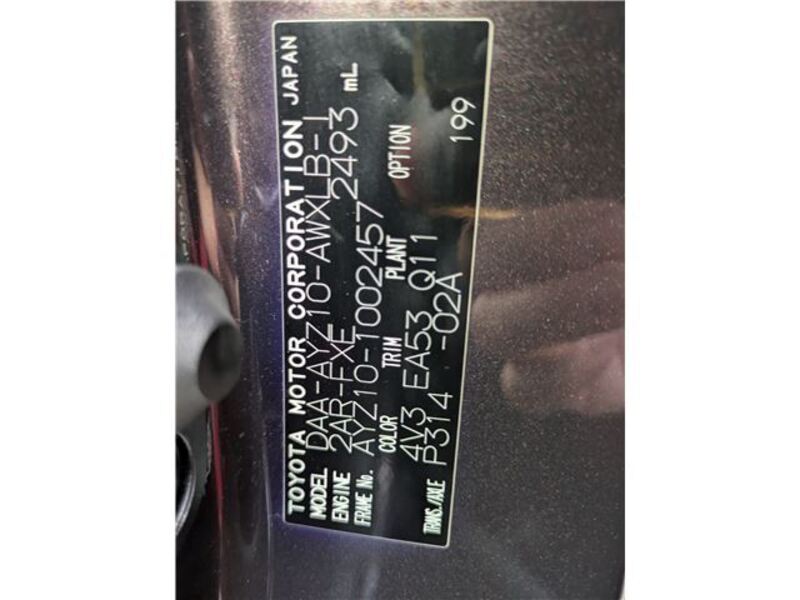 TOYOTA MOTOR CORPORATION JAPAN
MODEL DAA-AYZ10-AWXLB-1
ENGINE 2AR-FXE 2493 mL
FRAME No. AYZ10-1002457
COLOR TRIM PLANT OPTION
4V3 EA53 Q11
TRANS./AXLE P314 -02A 199